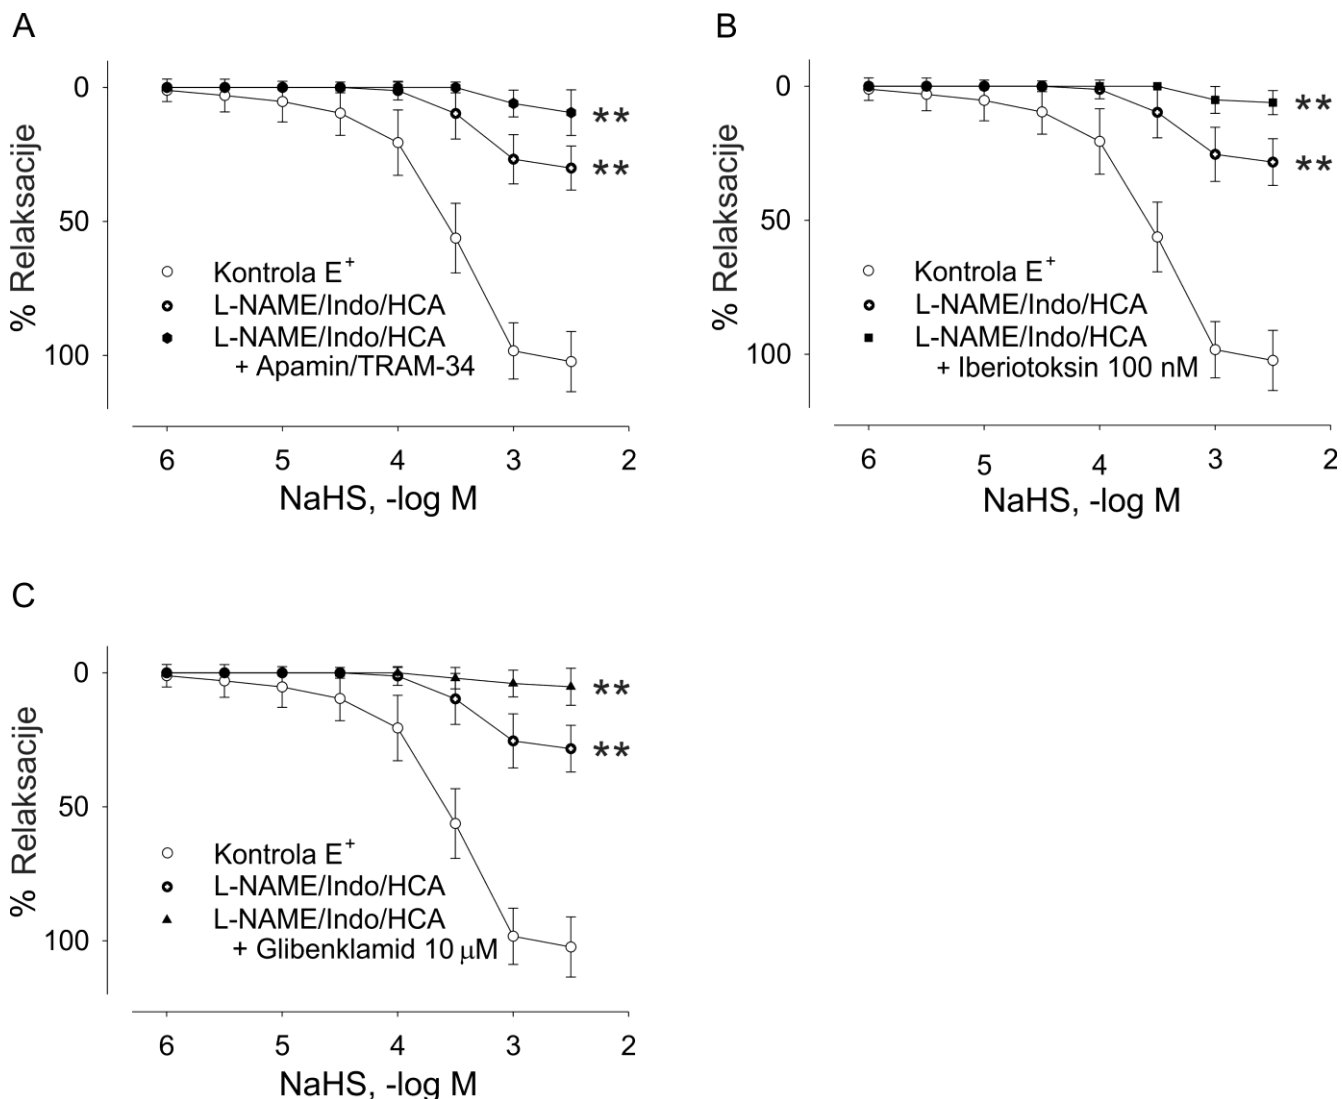 A
0
50
100
% Relaksacije
Kontrola E+
L-NAME/Indo/HCA
L-NAME/Indo/HCA
+ Apamin/TRAM-34
**
**
6 5 4 3 2
NaHS, -log M
B
0
50
100
% Relaksacije
Kontrola E+
L-NAME/Indo/HCA
L-NAME/Indo/HCA
+ Iberiotoksin 100 nM
**
**
6 5 4 3 2
NaHS, -log M
C
0
50
100
% Relaksacije
Kontrola E+
L-NAME/Indo/HCA
L-NAME/Indo/HCA
+ Glibenklamid 10 μM
**
**
6 5 4 3 2
NaHS, -log M